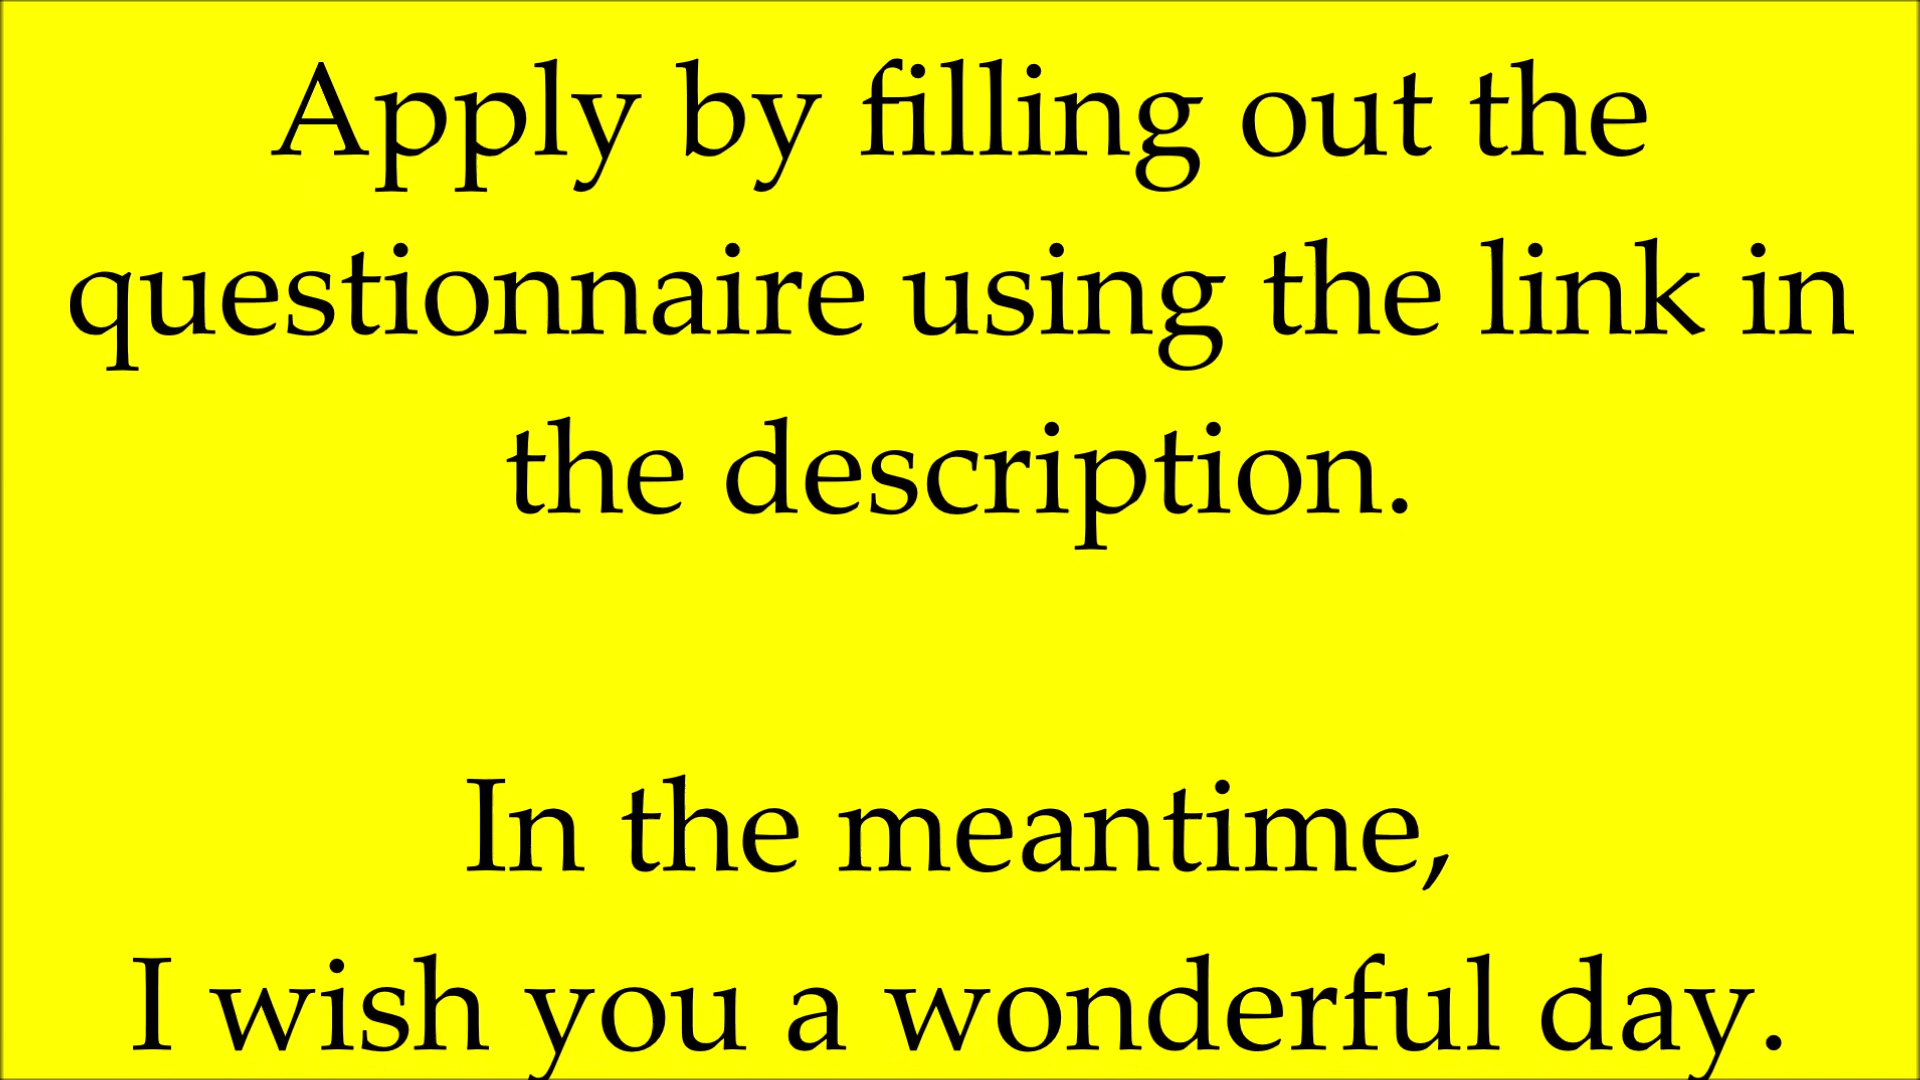 Apply by filling out the
questionnaire using the link in
the description.
In the meantime,
I wish you a wonderful day.